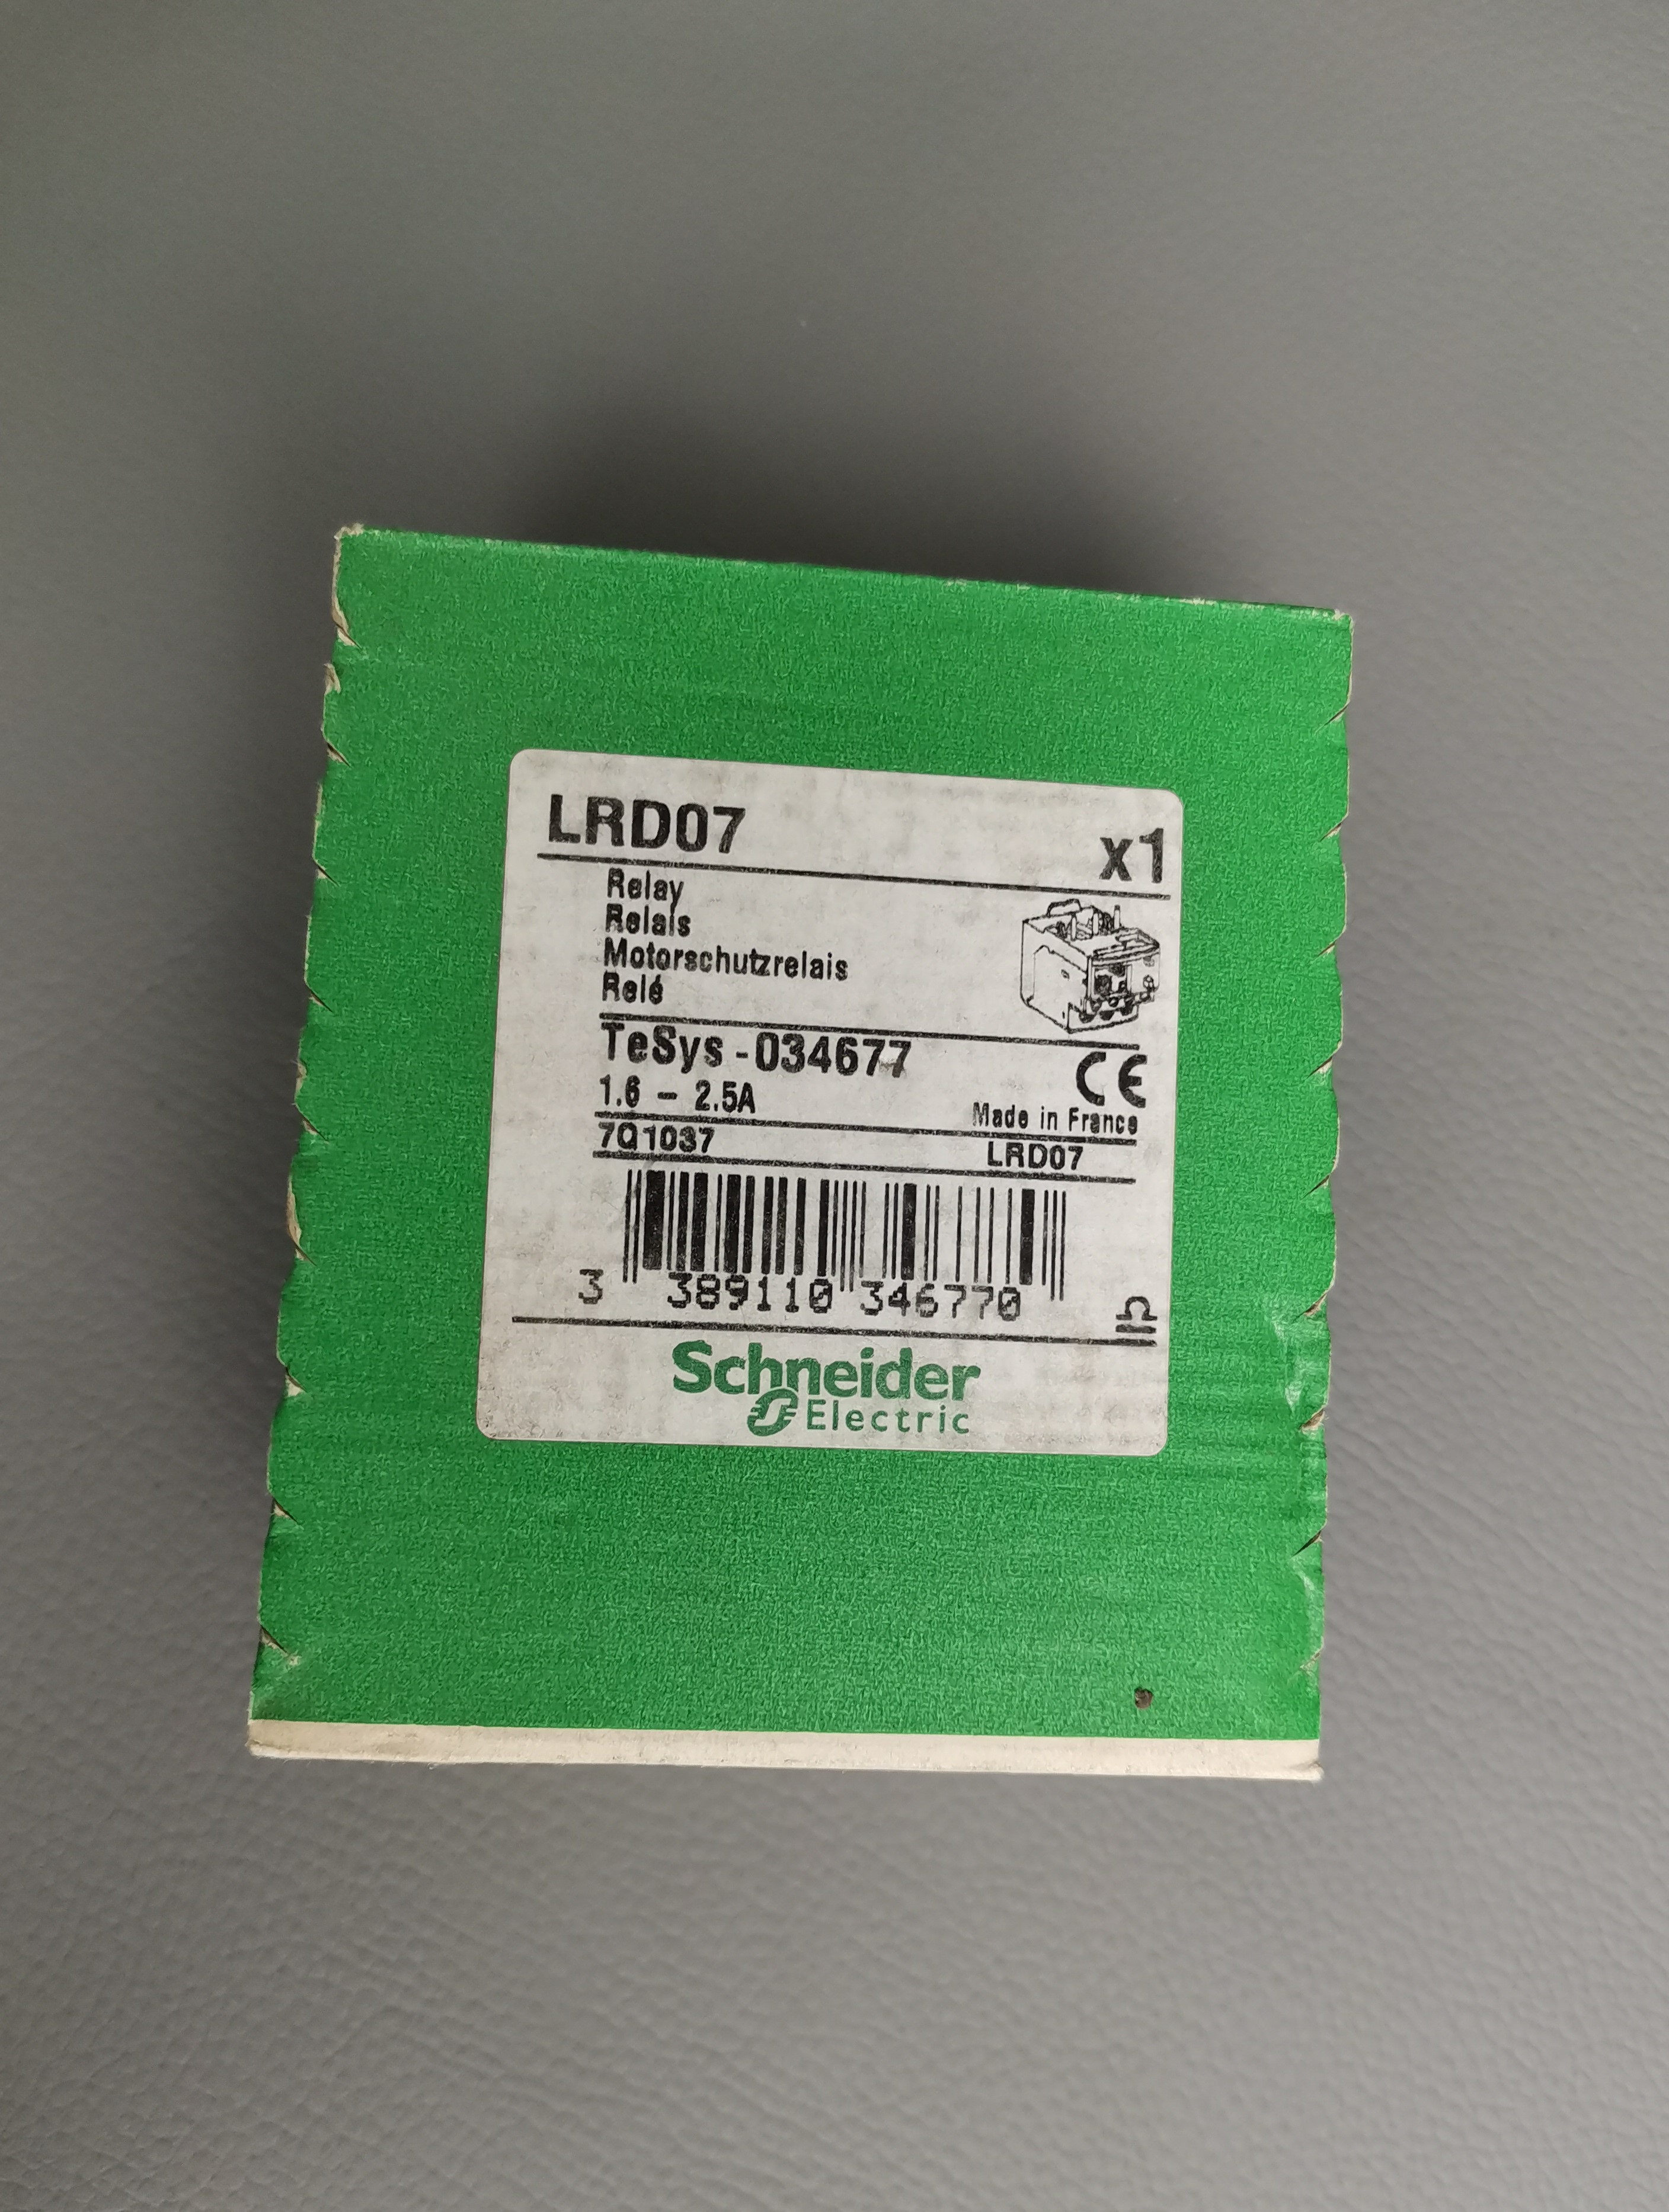 LRD07
x1
Relay
Relais
Motorschutzrelais
Relé
TeSys - 034677
CE
1.6 - 2.5A
Made in France
7Q1037
LRD07
3 389110 346770
Schneider
Electric